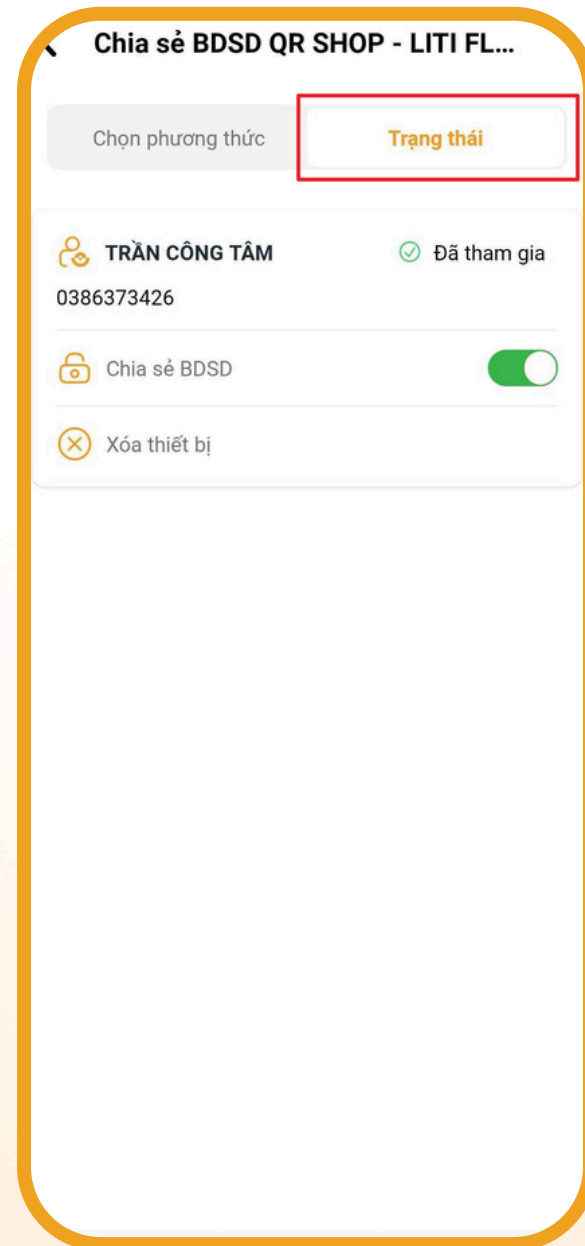 Chia sẻ BDSD QR SHOP - LITI FL...
Chọn phương thức
Trạng thái
TRẦN CÔNG TÂM
Đã tham gia
0386373426
Chia sẻ BDSD
Xóa thiết bị